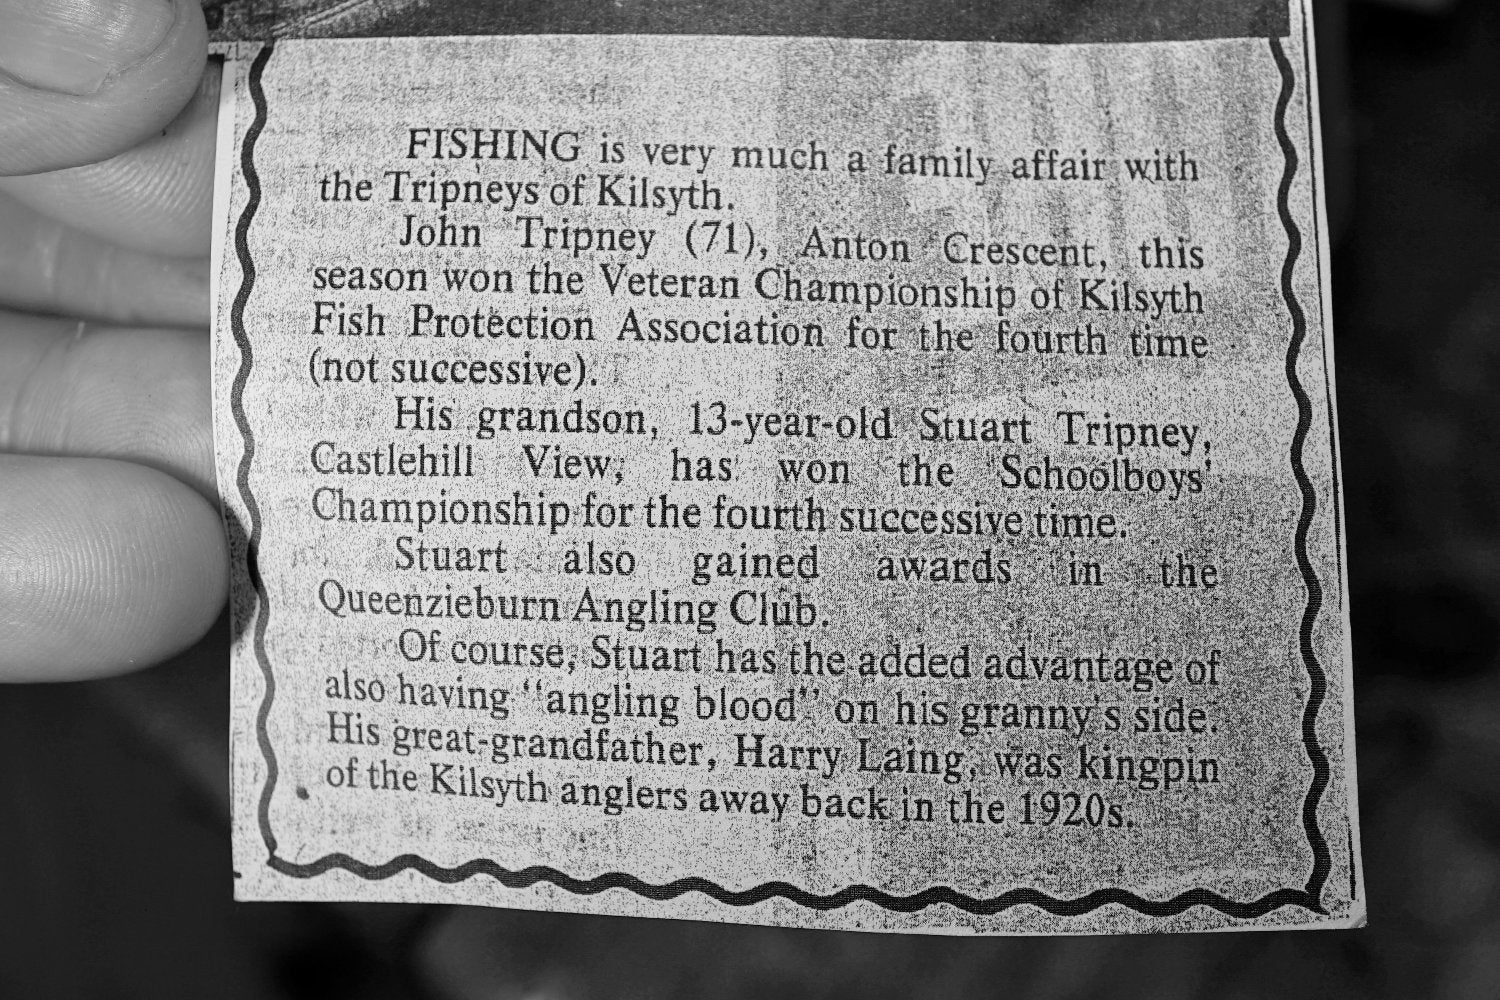 FISHING is very much a family affair with
the Tripneys of Kilsyth.
John Tripney (71), Anton Crescent, this
season won the Veteran Championship of Kilsyth
Fish Protection Association for the fourth time
(not successive).
His grandson, 13-year-old Stuart Tripney,
Castlehill View, has won the Schoolboys'
Championship for the fourth successive time.
Stuart also gained awards in the
Queenzieburn Angling Club.
Of course, Stuart has the added advantage of
also having “angling blood” on his granny's side.
His great-grandfather, Harry Laing, was kingpin
of the Kilsyth anglers away back in the 1920s.